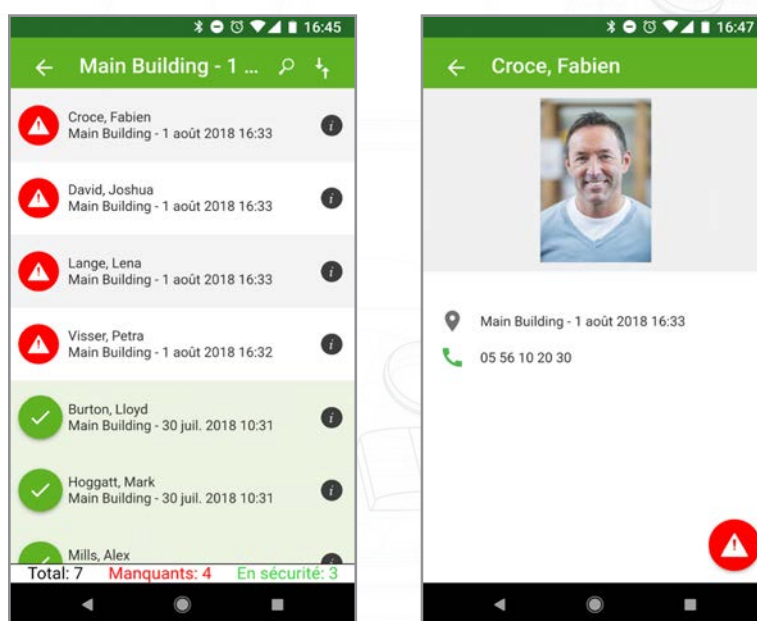 16:45
Main Building - 1 ...
Croce, Fabien
Main Building - 1 août 2018 16:33
David, Joshua
Main Building - 1 août 2018 16:33
Lange, Lena
Main Building - 1 août 2018 16:33
Visser, Petra
Main Building - 1 août 2018 16:32
Burton, Lloyd
Main Building - 30 juil. 2018 10:31
Hoggatt, Mark
Main Building - 30 juil. 2018 10:31
Mills, Alex
Total: 7 Manquants: 4 En sécurité: 3
16:47
Croce, Fabien
Main Building - 1 août 2018 16:33
05 56 10 20 30